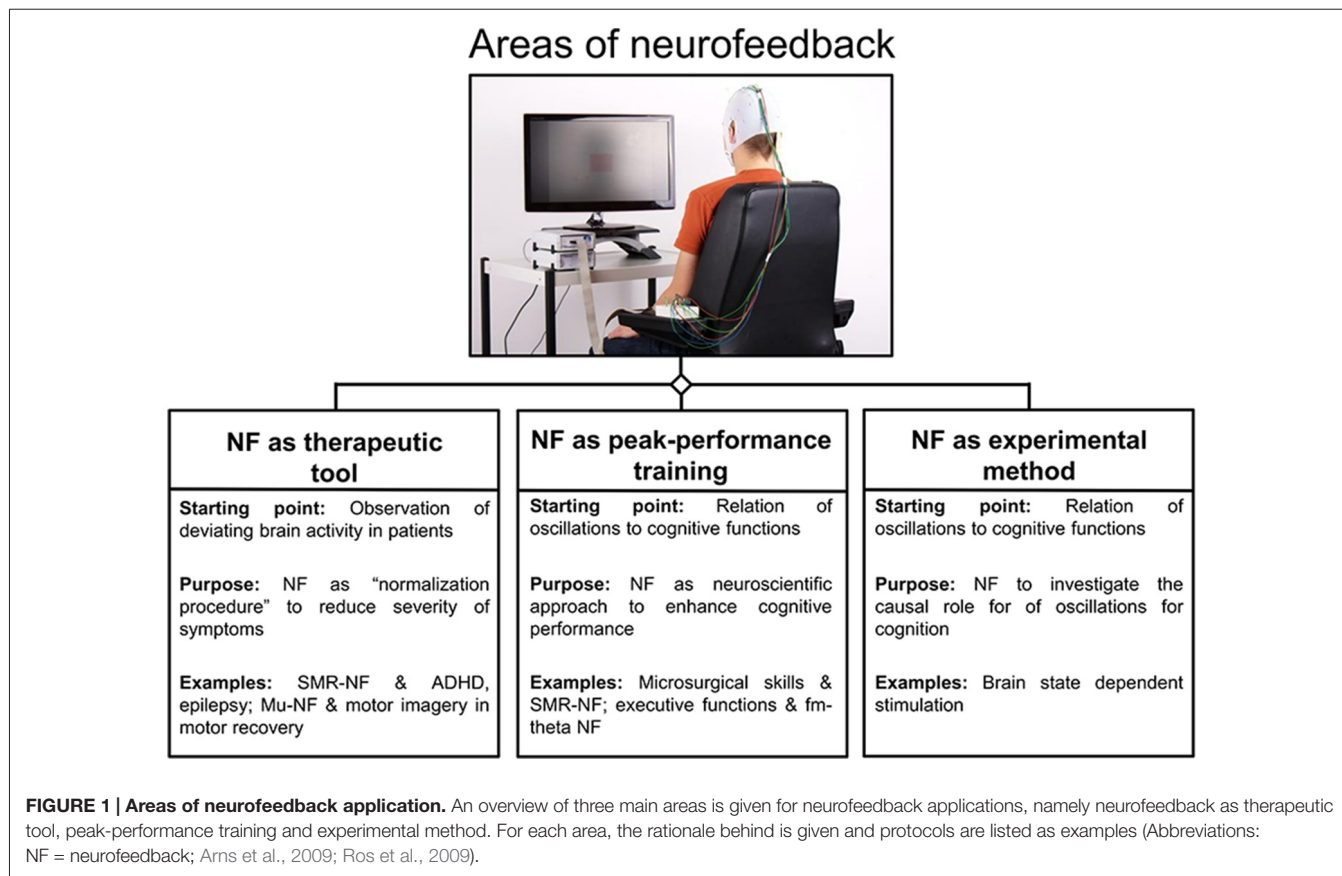 Areas of neurofeedback
NF as therapeutic
tool
Starting point: Observation of
deviating brain activity in patients
Purpose: NF as “normalization
procedure” to reduce severity of
symptoms
Examples: SMR-NF & ADHD,
epilepsy; Mu-NF & motor imagery in
motor recovery
NF as peak-performance
training
Starting point: Relation of
oscillations to cognitive functions
Purpose: NF as neuroscientific
approach to enhance cognitive
performance
Examples: Microsurgical skills &
SMR-NF; executive functions & fm-
theta NF
NF as experimental
method
Starting point: Relation of
oscillations to cognitive functions
Purpose: NF to investigate the
causal role for of oscillations for
cognition
Examples: Brain state dependent
stimulation
FIGURE 1 | Areas of neurofeedback application. An overview of three main areas is given for neurofeedback applications, namely neurofeedback as therapeutic
tool, peak-performance training and experimental method. For each area, the rationale behind is given and protocols are listed as examples (Abbreviations:
NF = neurofeedback; Arns et al., 2009; Ros et al., 2009).